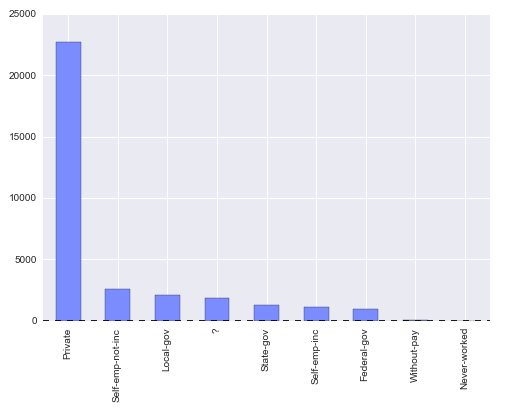 25000
20000
15000
10000
5000
0
Private
Self-emp-not-inc
Local-gov
?
State-gov
Self-emp-inc
Federal-gov
Without-pay
Never-worked